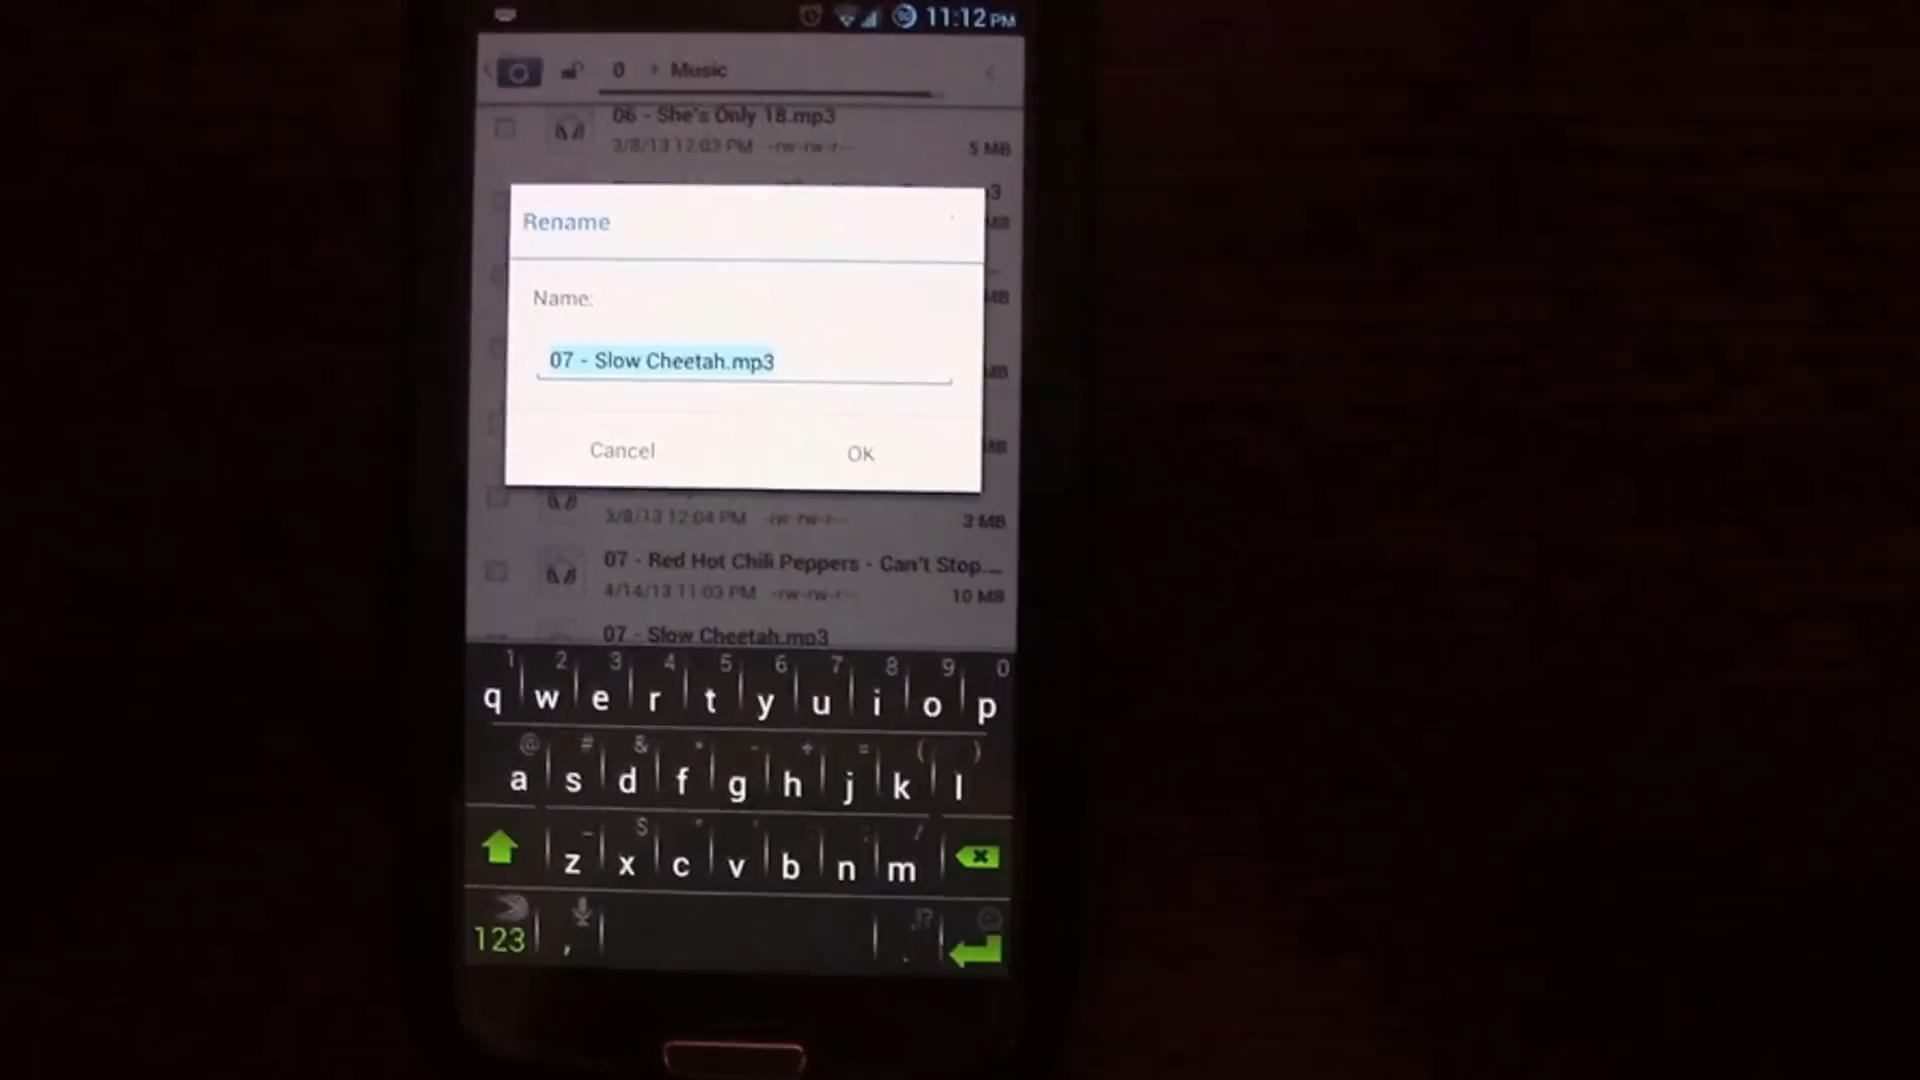 11:12 PM
0 Music
06 - She's Only 18.mp3
3/8/13 12:03 PM -rw-rw-r-- 5 MB
Rename
Name:
07 - Slow Cheetah.mp3
Cancel OK
3/8/13 12:04 PM -rw-rw-r-- 3 MB
07 - Red Hot Chili Peppers - Can't Stop....
4/14/13 11:03 PM -rw-rw-r-- 10 MB
07 - Slow Cheetah.mp3
1 2 3 4 5 6 7 8 9 0
q w e r t y u i o p
@ # & * - + = ( )
a s d f g h j k l
z x c v b n m
123 , .